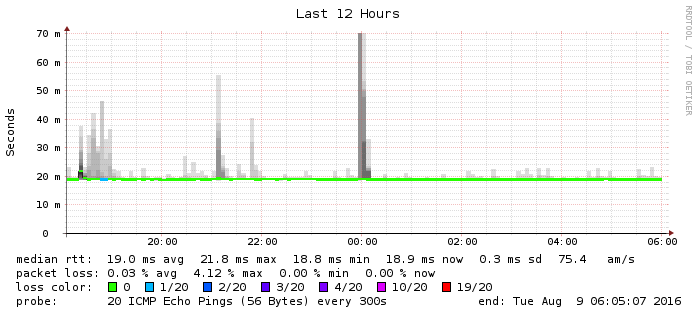 Last 12 Hours
RRDTOOL / TOBI OETIKER
Seconds
70 m
60 m
50 m
40 m
30 m
20 m
10 m
0
20:00 22:00 00:00 02:00 04:00 06:00
median rtt: 19.0 ms avg 21.8 ms max 18.8 ms min 18.9 ms now 0.3 ms sd 75.4 am/s
packet loss: 0.03 % avg 4.12 % max 0.00 % min 0.00 % now
loss color: 0 1/20 2/20 3/20 4/20 10/20 19/20
probe: 20 ICMP Echo Pings (56 Bytes) every 300s end: Tue Aug 9 06:05:07 2016